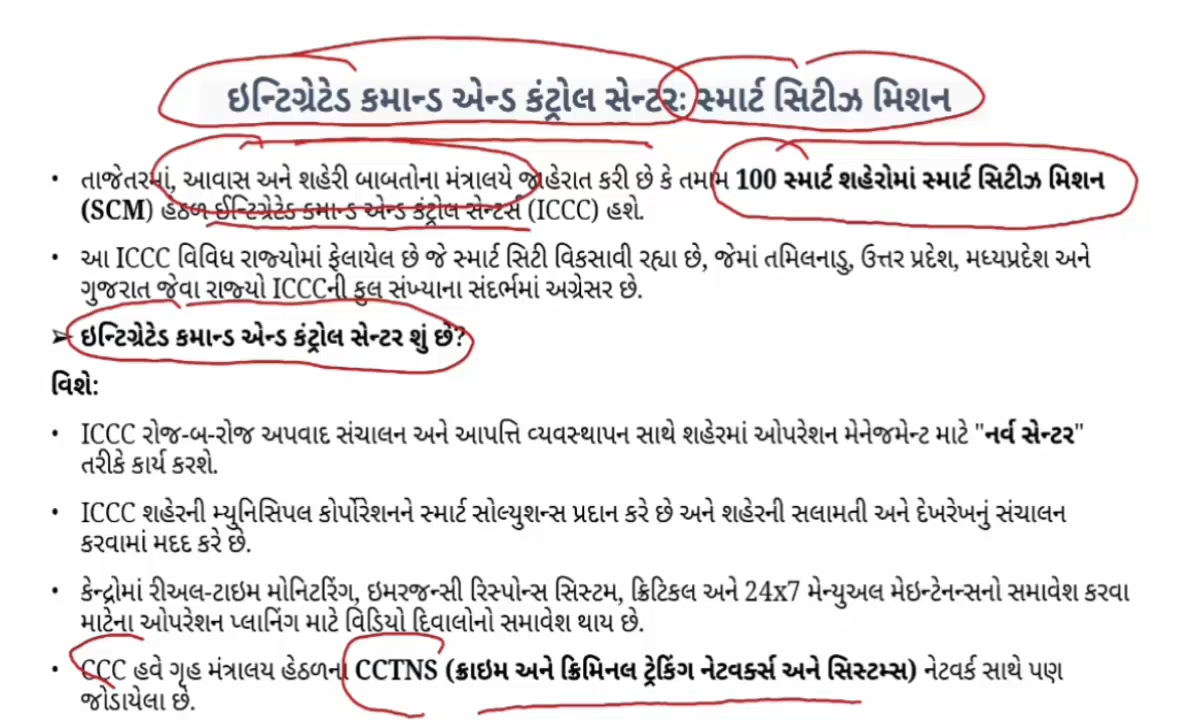 ઇન્ટિગ્રેટેડ કમાન્ડ એન્ડ કંટ્રોલ સેન્ટર: સ્માર્ટ સિટીઝ મિશન
• તાજેતરમાં, આવાસ અને શહેરી બાબતોના મંત્રાલયે જાહેરાત કરી છે કે તમામ 100 સ્માર્ટ શહેરોમાં સ્માર્ટ સિટીઝ મિશન
(SCM) હેઠળ ઈન્ટિગ્રેટેડ કમાન્ડ એન્ડ કંટ્રોલ સેન્ટર્સ (ICCC) હશે.
• આ ICCC વિવિધ રાજ્યોમાં ફેલાયેલ છે જે સ્માર્ટ સિટી વિકસાવી રહ્યા છે, જેમાં તમિલનાડુ, ઉત્તર પ્રદેશ, મધ્યપ્રદેશ અને
ગુજરાત જેવા રાજ્યો ICCCની કુલ સંખ્યાના સંદર્ભમાં અગ્રેસર છે.
➢ ઇન્ટિગ્રેટેડ કમાન્ડ એન્ડ કંટ્રોલ સેન્ટર શું છે?
વિશે:
• ICCC રોજ-બ-રોજ અપવાદ સંચાલન અને આપત્તિ વ્યવસ્થાપન સાથે શહેરમાં ઓપરેશન મેનેજમેન્ટ માટે "નર્વ સેન્ટર"
તરીકે કાર્ય કરશે.
• ICCC શહેરની મ્યુનિસિપલ કોર્પોરેશનને સ્માર્ટ સોલ્યુશન્સ પ્રદાન કરે છે અને શહેરની સલામતી અને દેખરેખનું સંચાલન
કરવામાં મદદ કરે છે.
• કેન્દ્રોમાં રીઅલ-ટાઇમ મોનિટરિંગ, ઇમરજન્સી રિસ્પોન્સ સિસ્ટમ, ક્રિટિકલ અને 24x7 મેન્યુઅલ મેઇન્ટેનન્સનો સમાવેશ કરવા
માટેના ઓપરેશન પ્લાનિંગ માટે વિડિયો દિવાલોનો સમાવેશ થાય છે.
• CCC હવે ગૃહ મંત્રાલય હેઠળના CCTNS (ક્રાઇમ અને ક્રિમિનલ ટ્રેકિંગ નેટવર્ક્સ અને સિસ્ટમ્સ) નેટવર્ક સાથે પણ
જોડાયેલા છે.